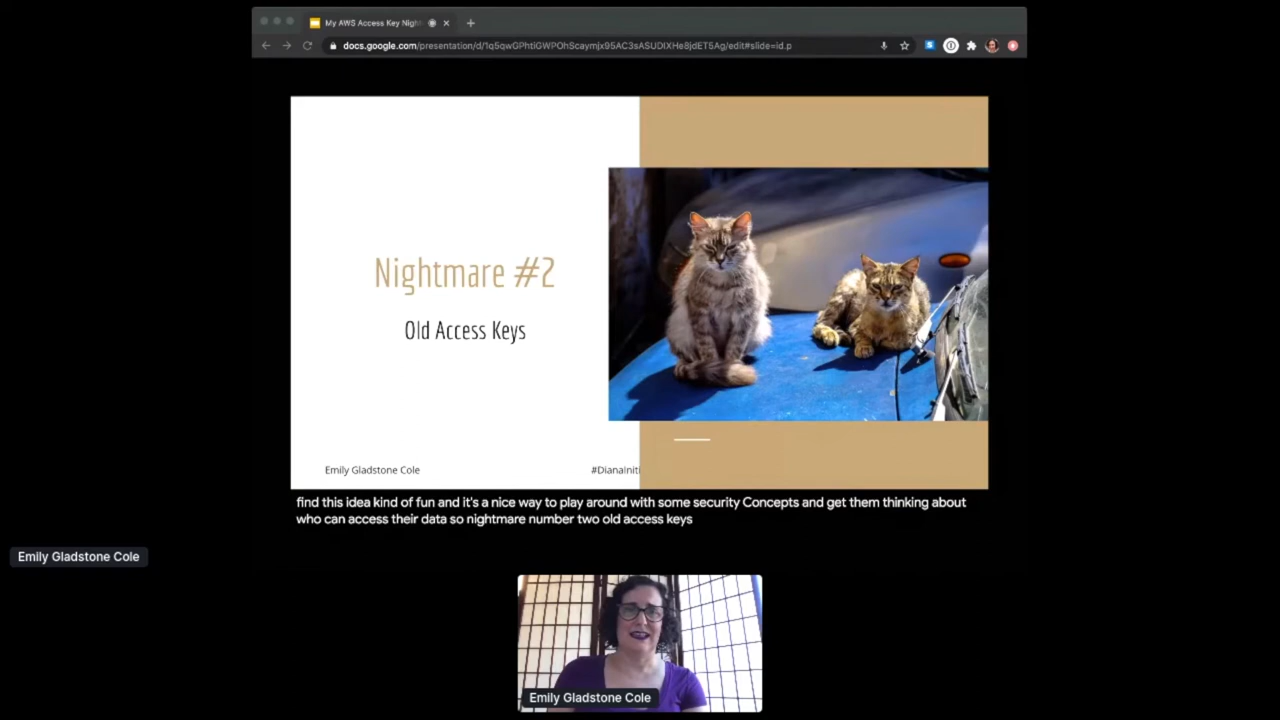 My AWS Access Key Nigh
docs.google.com/presentation/d/1q5qwGPhtiGWPOhScaymjx95AC3sASUDIXHe8jdET5Ag/edit#slide=id.p
Nightmare #2
Old Access Keys
Emily Gladstone Cole
#DianaIniti
find this idea kind of fun and it's a nice way to play around with some security Concepts and get them thinking about
who can access their data so nightmare number two old access keys
Emily Gladstone Cole
Emily Gladstone Cole